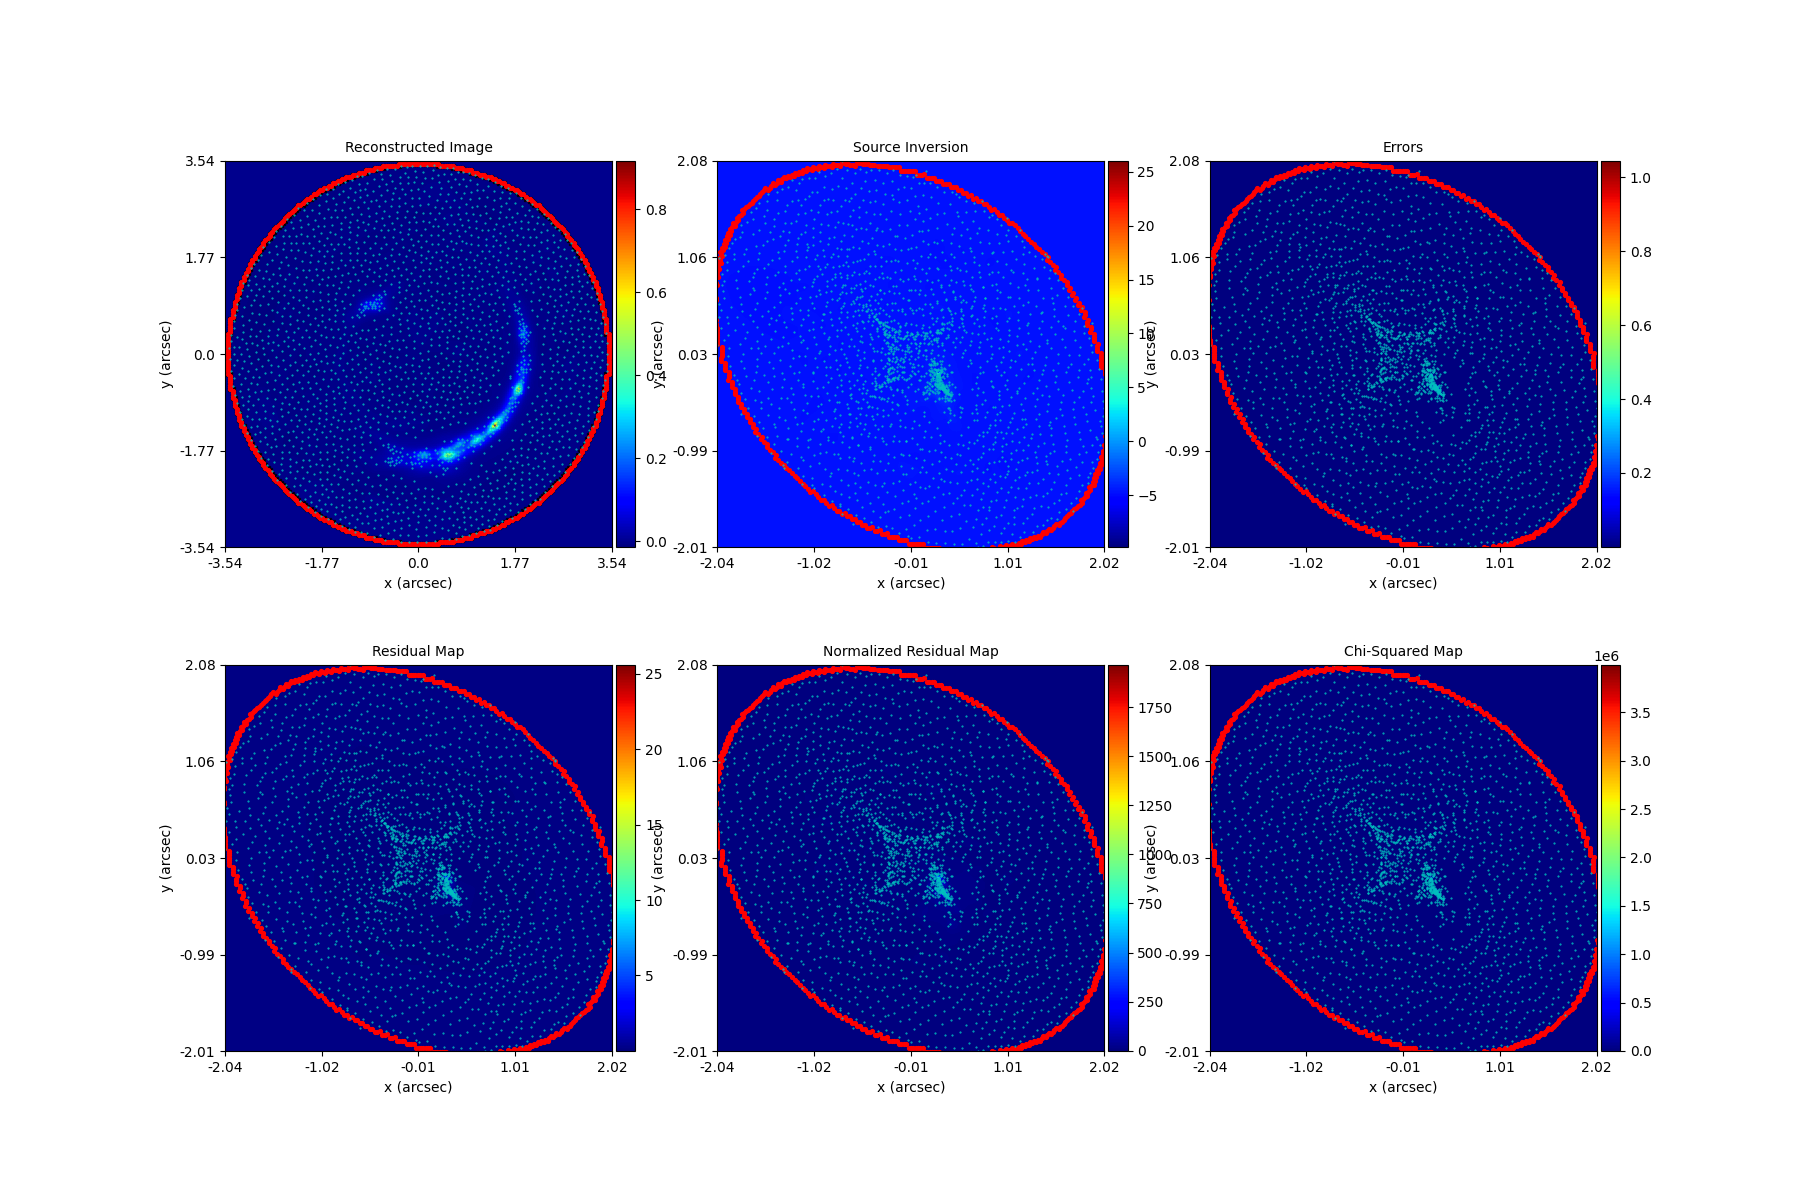 Reconstructed Image
3.54
1.77
0.0
-1.77
-3.54
y (arcsec)
-3.54 -1.77 0.0 1.77 3.54
x (arcsec)
0.8
0.6
0.4
0.2
0.0
Source Inversion
2.08
1.06
0.03
-0.99
-2.01
y (arcsec)
-2.04 -1.02 -0.01 1.01 2.02
x (arcsec)
25
20
15
10
5
0
−5
Errors
2.08
1.06
0.03
-0.99
-2.01
y (arcsec)
-2.04 -1.02 -0.01 1.01 2.02
x (arcsec)
1.0
0.8
0.6
0.4
0.2
Residual Map
2.08
1.06
0.03
-0.99
-2.01
y (arcsec)
-2.04 -1.02 -0.01 1.01 2.02
x (arcsec)
25
20
15
10
5
Normalized Residual Map
2.08
1.06
0.03
-0.99
-2.01
y (arcsec)
-2.04 -1.02 -0.01 1.01 2.02
x (arcsec)
1750
1500
1250
1000
750
500
250
0
Chi-Squared Map
2.08
1.06
0.03
-0.99
-2.01
y (arcsec)
-2.04 -1.02 -0.01 1.01 2.02
x (arcsec)
1e6
3.5
3.0
2.5
2.0
1.5
1.0
0.5
0.0